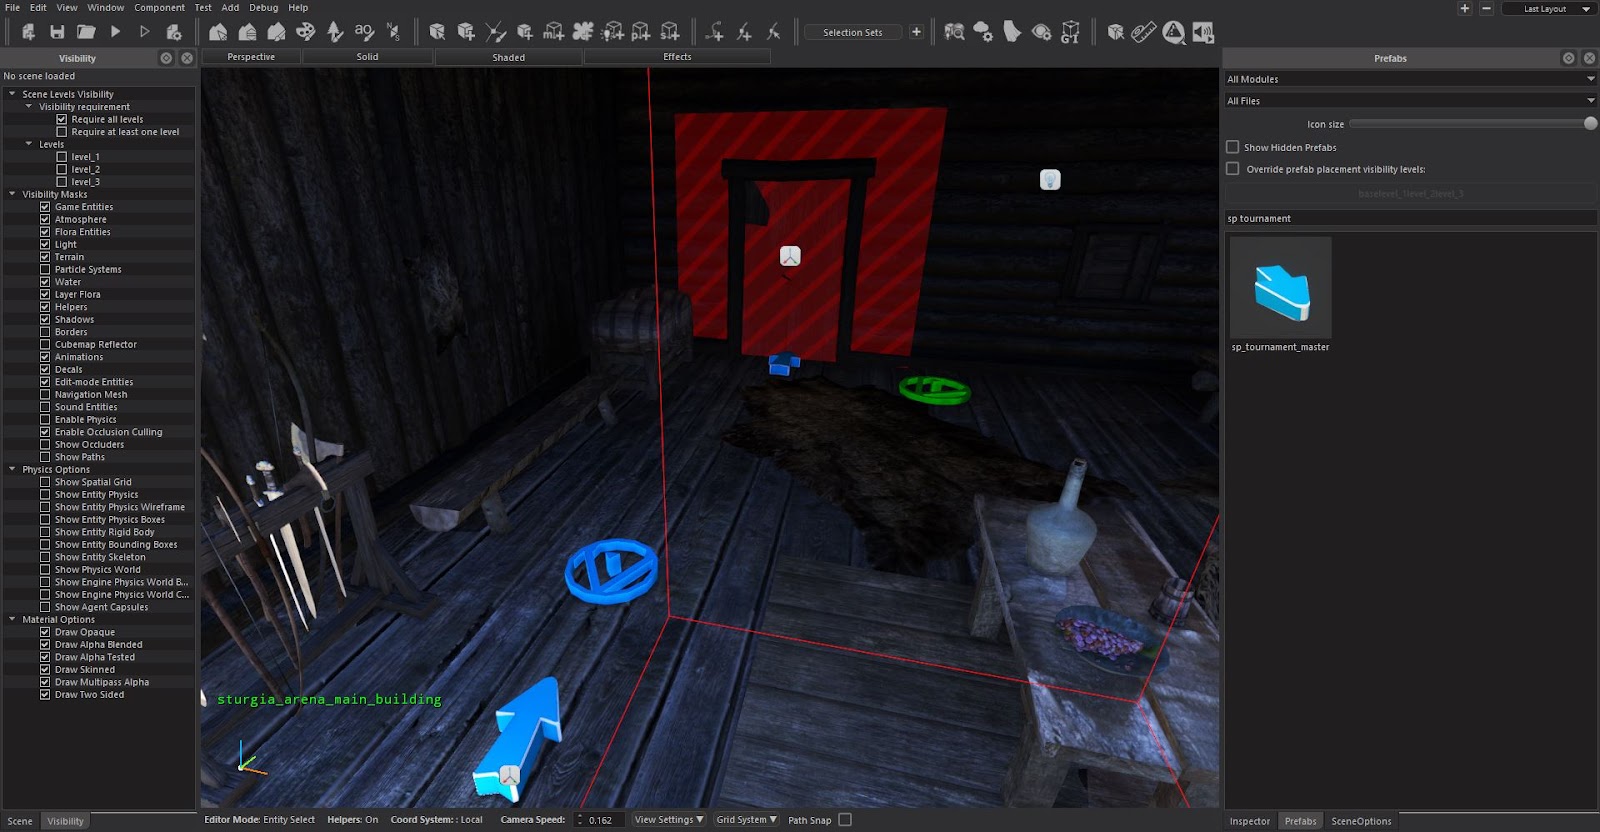 File Edit View Window Component Test Add Debug Help
Last Layout
Selection Sets
Visibility
Perspective Solid Shaded Effects
Prefabs
No scene loaded
Scene Levels Visibility
Visibility requirement
Require all levels
Require at least one level
Levels
level_1
level_2
level_3
Visibility Masks
Game Entities
Atmosphere
Flora Entities
Light
Terrain
Particle Systems
Water
Layer Flora
Helpers
Shadows
Borders
Cubemap Reflector
Animations
Decals
Edit-mode Entities
Navigation Mesh
Sound Entities
Enable Physics
Enable Occlusion Culling
Show Occluders
Show Paths
Physics Options
Show Spatial Grid
Show Entity Physics
Show Entity Physics Wireframe
Show Entity Physics Boxes
Show Entity Rigid Body
Show Entity Bounding Boxes
Show Entity Skeleton
Show Physics World
Show Engine Physics World B...
Show Engine Physics World C...
Show Agent Capsules
Material Options
Draw Opaque
Draw Alpha Blended
Draw Alpha Tested
Draw Skinned
Draw Multipass Alpha
Draw Two Sided
sturgia_arena_main_building
All Modules
All Files
Icon size
Show Hidden Prefabs
Override prefab placement visibility levels:
baselevel_1level_2level_3
sp tournament
sp_tournament_master
Scene Visibility
Editor Mode: Entity Select Helpers: On Coord System: : Local Camera Speed: 0.162 View Settings Grid System Path Snap
Inspector Prefabs SceneOptions